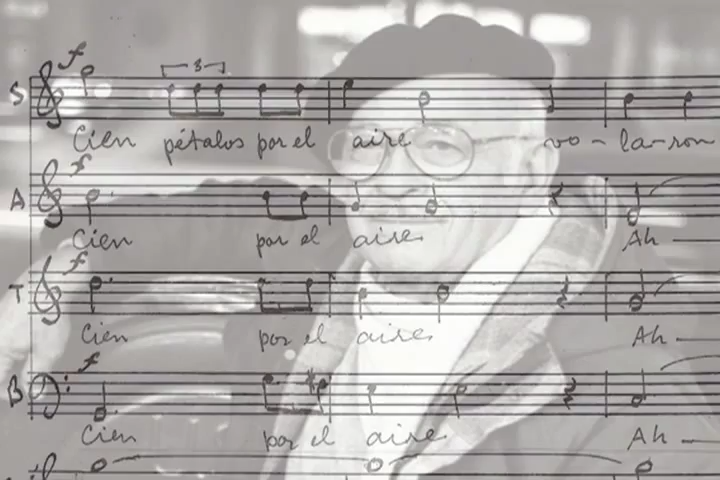 f
3
S
Cien pétalos por el aire vo - la - ron
f
A
Cien por el aire Ah
f
T
Cien por el aire Ah
f
B
Cien por el aire Ah